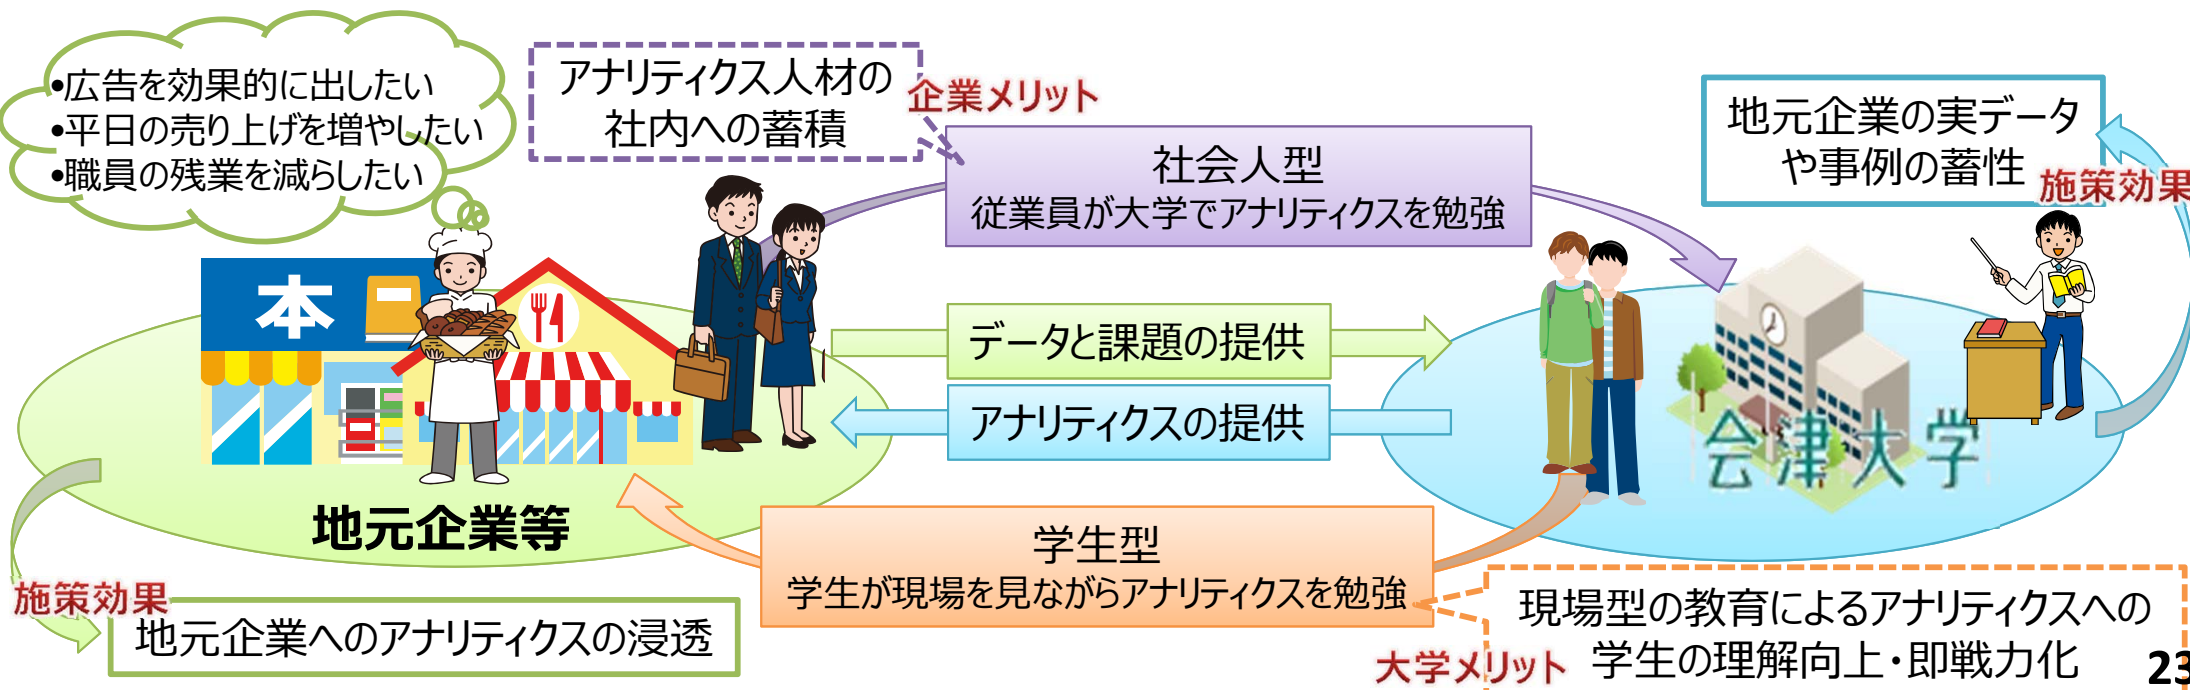 •広告を効果的に出したい
•平日の売り上げを増やしたい
•職員の残業を減らしたい
アナリティクス人材の
社内への蓄積
企業メリット
社会人型
従業員が大学でアナリティクスを勉強
地元企業の実データ
や事例の蓄性
施策効果
本
データと課題の提供
アナリティクスの提供
会津大学
地元企業等
学生型
学生が現場を見ながらアナリティクスを勉強
施策効果
地元企業へのアナリティクスの浸透
現場型の教育によるアナリティクスへの
学生の理解向上・即戦力化
大学メリット
23